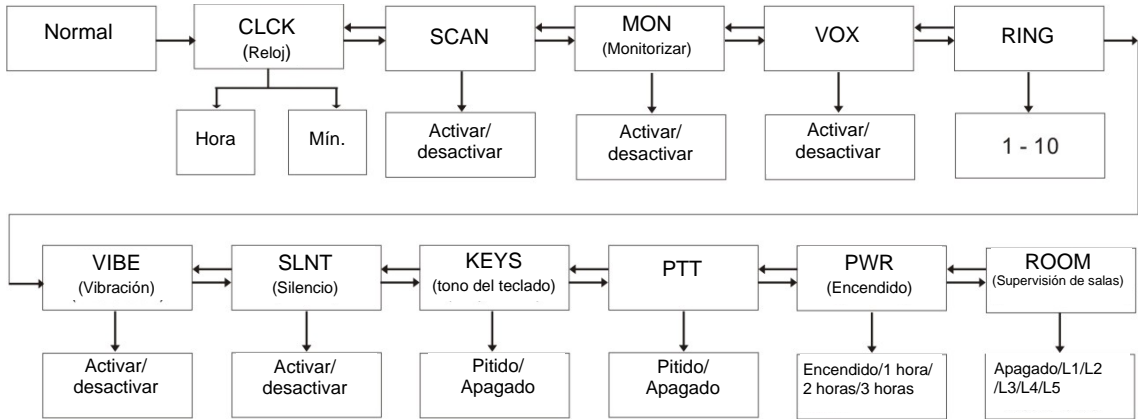 Normal
CLCK
(Reloj)
SCAN
MON
(Monitorizar)
VOX
RING
Hora
Mín.
Activar/
desactivar
Activar/
desactivar
Activar/
desactivar
1 - 10
VIBE
(Vibración)
SLNT
(Silencio)
KEYS
(tono del teclado)
PTT
PWR
(Encendido)
ROOM
(Supervisión de salas)
Activar/
desactivar
Activar/
desactivar
Pitido/
Apagado
Pitido/
Apagado
Encendido/1 hora/
2 horas/3 horas
Apagado/L1/L2
/L3/L4/L5